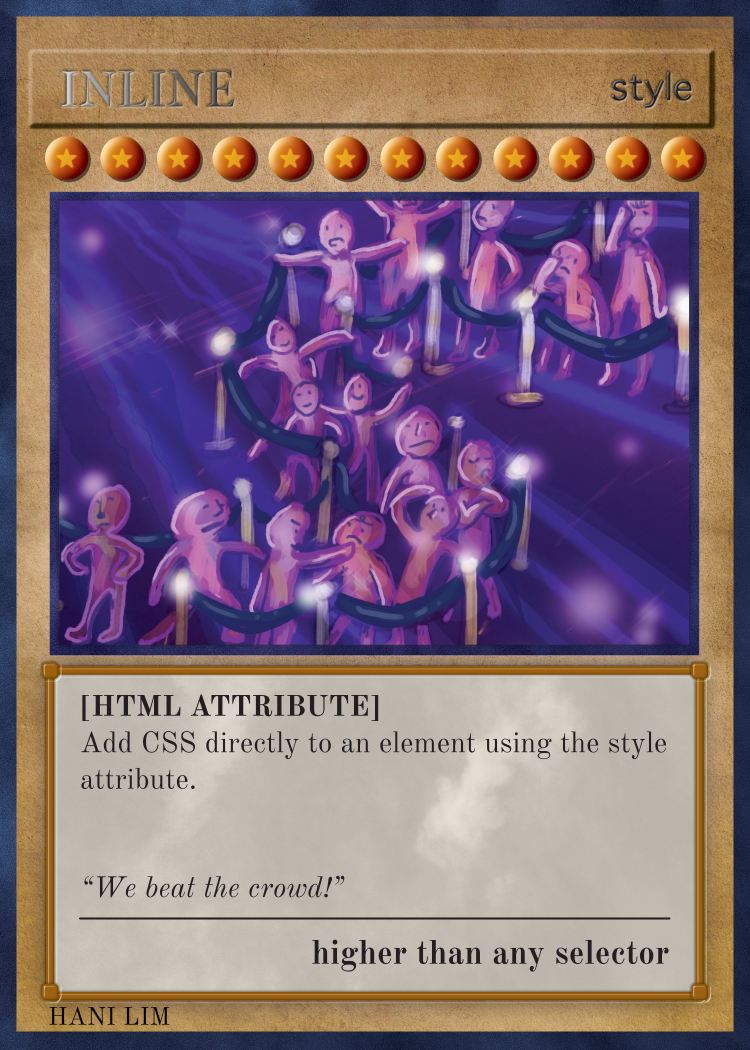 INLINE
style
[HTML ATTRIBUTE]
Add CSS directly to an element using the style
attribute.
“We beat the crowd!”
higher than any selector
HANI LIM